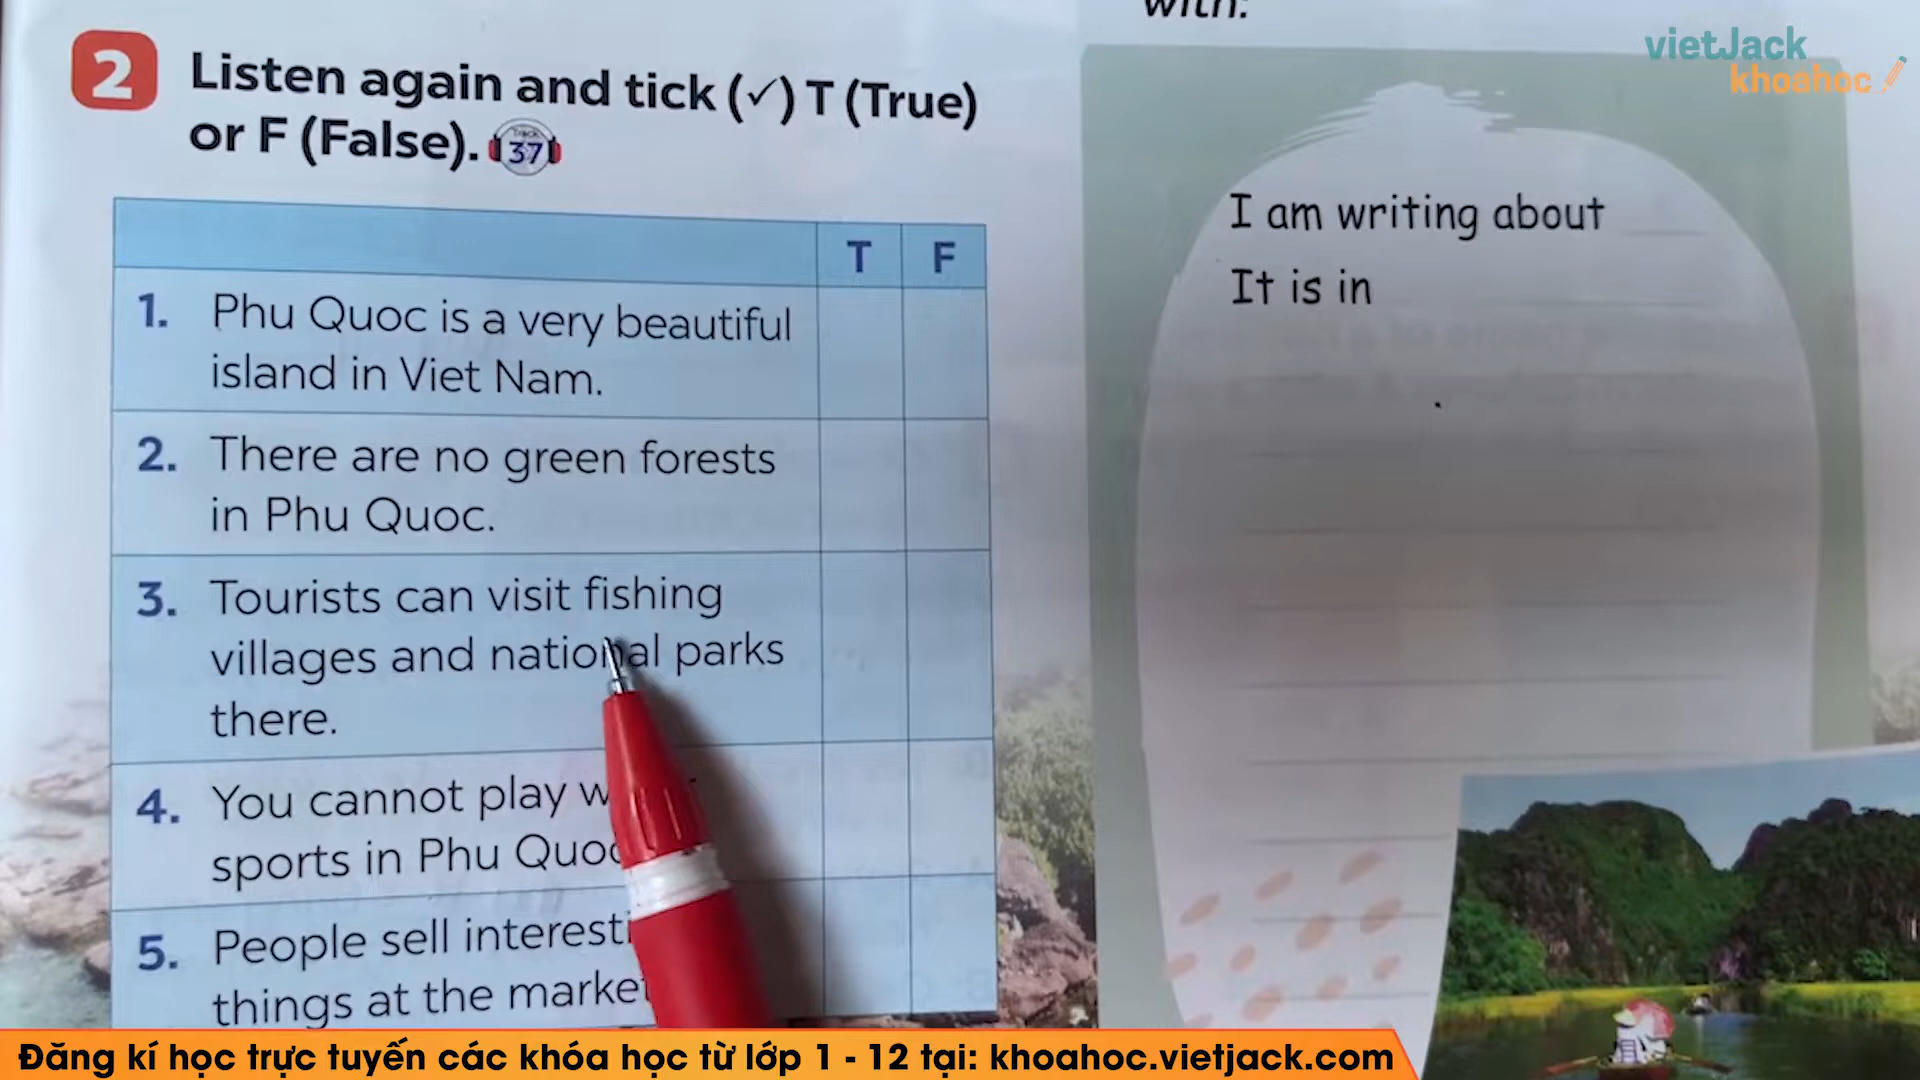 with:
vietJack
khoahoc
2
Listen again and tick (✓) T (True)
or F (False).
Track
37
T F
1. Phu Quoc is a very beautiful
island in Viet Nam.
2. There are no green forests
in Phu Quoc.
3. Tourists can visit fishing
villages and national parks
there.
4. You cannot play
sports in Phu
5. People sell
things at the
I am writing about
It is in
Đăng kí học trực tuyến các khóa học từ lớp 1 - 12 tại: khoahoc.vietjack.com